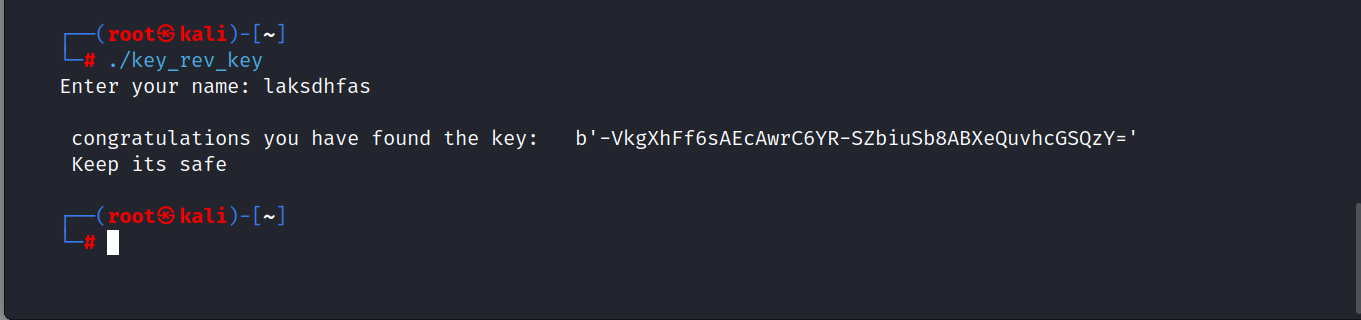 ┌──(root㉿kali)-[~]
└─# ./key_rev_key
Enter your name: laksdhfas
congratulations you have found the key:   b'-VkgXhFf6sAEcAwrC6YR-SZbiuSb8ABXeQuvhcGSQzY='
Keep its safe
┌──(root㉿kali)-[~]
└─#